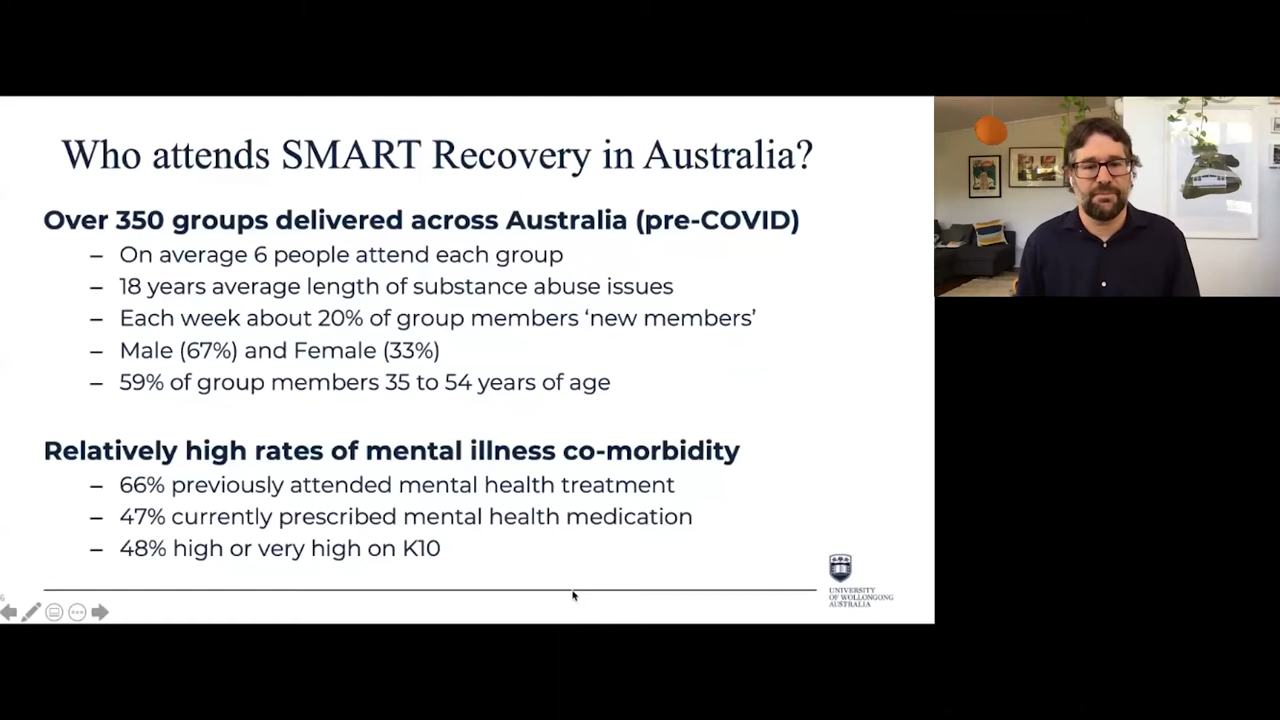 Who attends SMART Recovery in Australia?
Over 350 groups delivered across Australia (pre-COVID)
– On average 6 people attend each group
– 18 years average length of substance abuse issues
– Each week about 20% of group members ‘new members’
– Male (67%) and Female (33%)
– 59% of group members 35 to 54 years of age
Relatively high rates of mental illness co-morbidity
– 66% previously attended mental health treatment
– 47% currently prescribed mental health medication
– 48% high or very high on K10
6
UNIVERSITY
OF WOLLONGONG
AUSTRALIA